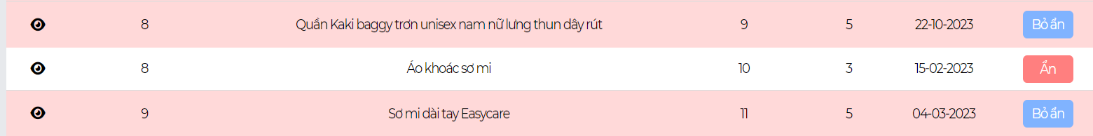 8 Quần Kaki baggy trơn unisex nam nữ lưng thun dây rút 9 5 22-10-2023 Bỏ ẩn
8 Áo khoác sơ mi 10 3 15-02-2023 Ẩn
9 Sơ mi dài tay Easycare 11 5 04-03-2023 Bỏ ẩn